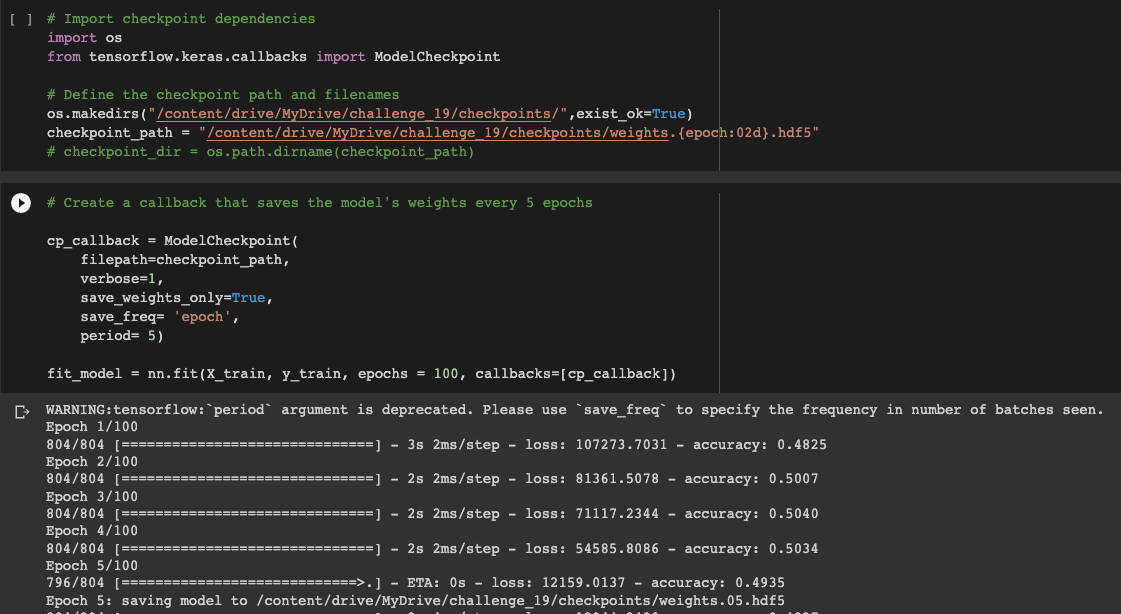 [ ] # Import checkpoint dependencies
import os
from tensorflow.keras.callbacks import ModelCheckpoint
# Define the checkpoint path and filenames
os.makedirs("/content/drive/MyDrive/challenge_19/checkpoints/",exist_ok=True)
checkpoint_path = "/content/drive/MyDrive/challenge_19/checkpoints/weights.{epoch:02d}.hdf5"
# checkpoint_dir = os.path.dirname(checkpoint_path)
# Create a callback that saves the model's weights every 5 epochs
cp_callback = ModelCheckpoint(
    filepath=checkpoint_path,
    verbose=1,
    save_weights_only=True,
    save_freq= 'epoch',
    period= 5)
fit_model = nn.fit(X_train, y_train, epochs = 100, callbacks=[cp_callback])
WARNING:tensorflow:`period` argument is deprecated. Please use `save_freq` to specify the frequency in number of batches seen.
Epoch 1/100
804/804 [==============================] - 3s 2ms/step - loss: 107273.7031 - accuracy: 0.4825
Epoch 2/100
804/804 [==============================] - 2s 2ms/step - loss: 81361.5078 - accuracy: 0.5007
Epoch 3/100
804/804 [==============================] - 2s 2ms/step - loss: 71117.2344 - accuracy: 0.5040
Epoch 4/100
804/804 [==============================] - 2s 2ms/step - loss: 54585.8086 - accuracy: 0.5034
Epoch 5/100
796/804 [============================>.] - ETA: 0s - loss: 12159.0137 - accuracy: 0.4935
Epoch 5: saving model to /content/drive/MyDrive/challenge_19/checkpoints/weights.05.hdf5